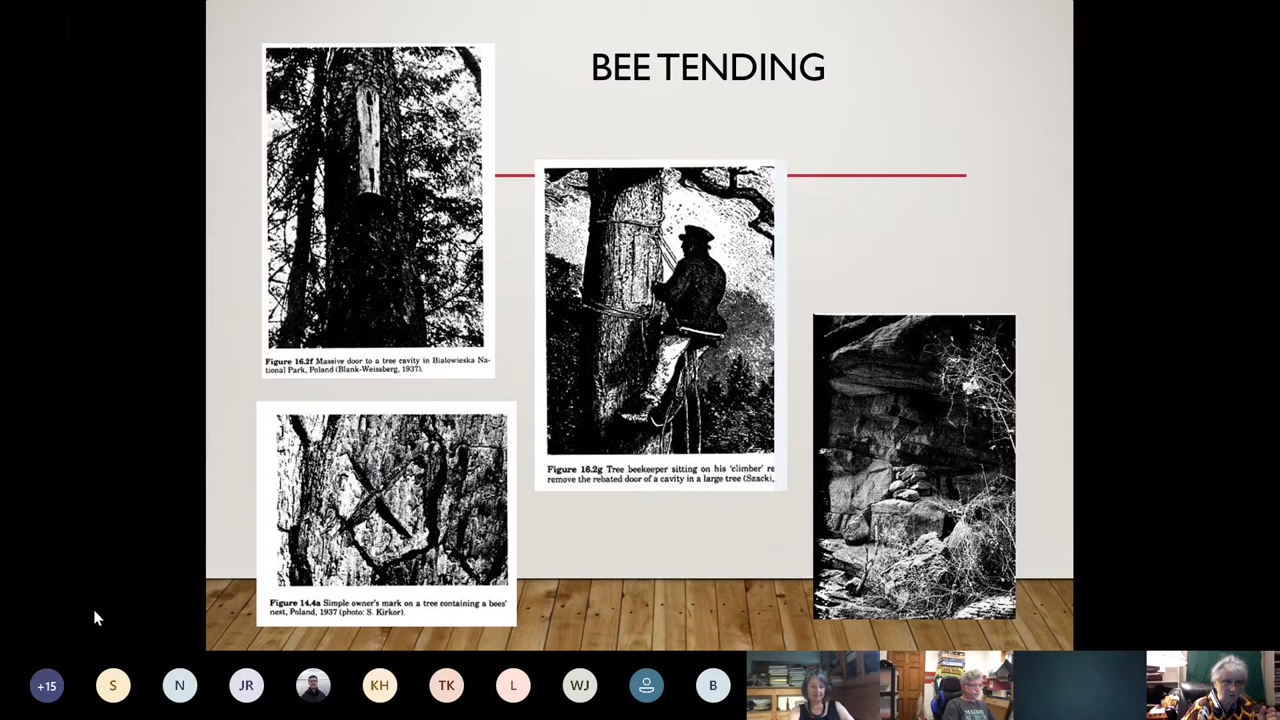 BEE TENDING
Figure 16.2f Massive door to a tree cavity in Bialowieska Na-
tional Park, Poland (Blank-Weissberg, 1937).
Figure 16.2g Tree beekeeper sitting on his 'climber' re
remove the rebated door of a cavity in a large tree (Szacki,
Figure 14.4a Simple owner's mark on a tree containing a bees'
nest, Poland, 1937 (photo: S. Kirkor).
+15
S
N
JR
KH
TK
L
WJ
B